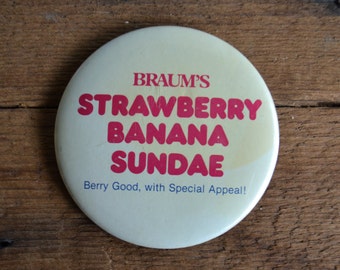 BRAUM'S
STRAWBERRY
BANANA
SUNDAE
Berry Good, with Special Appeal!